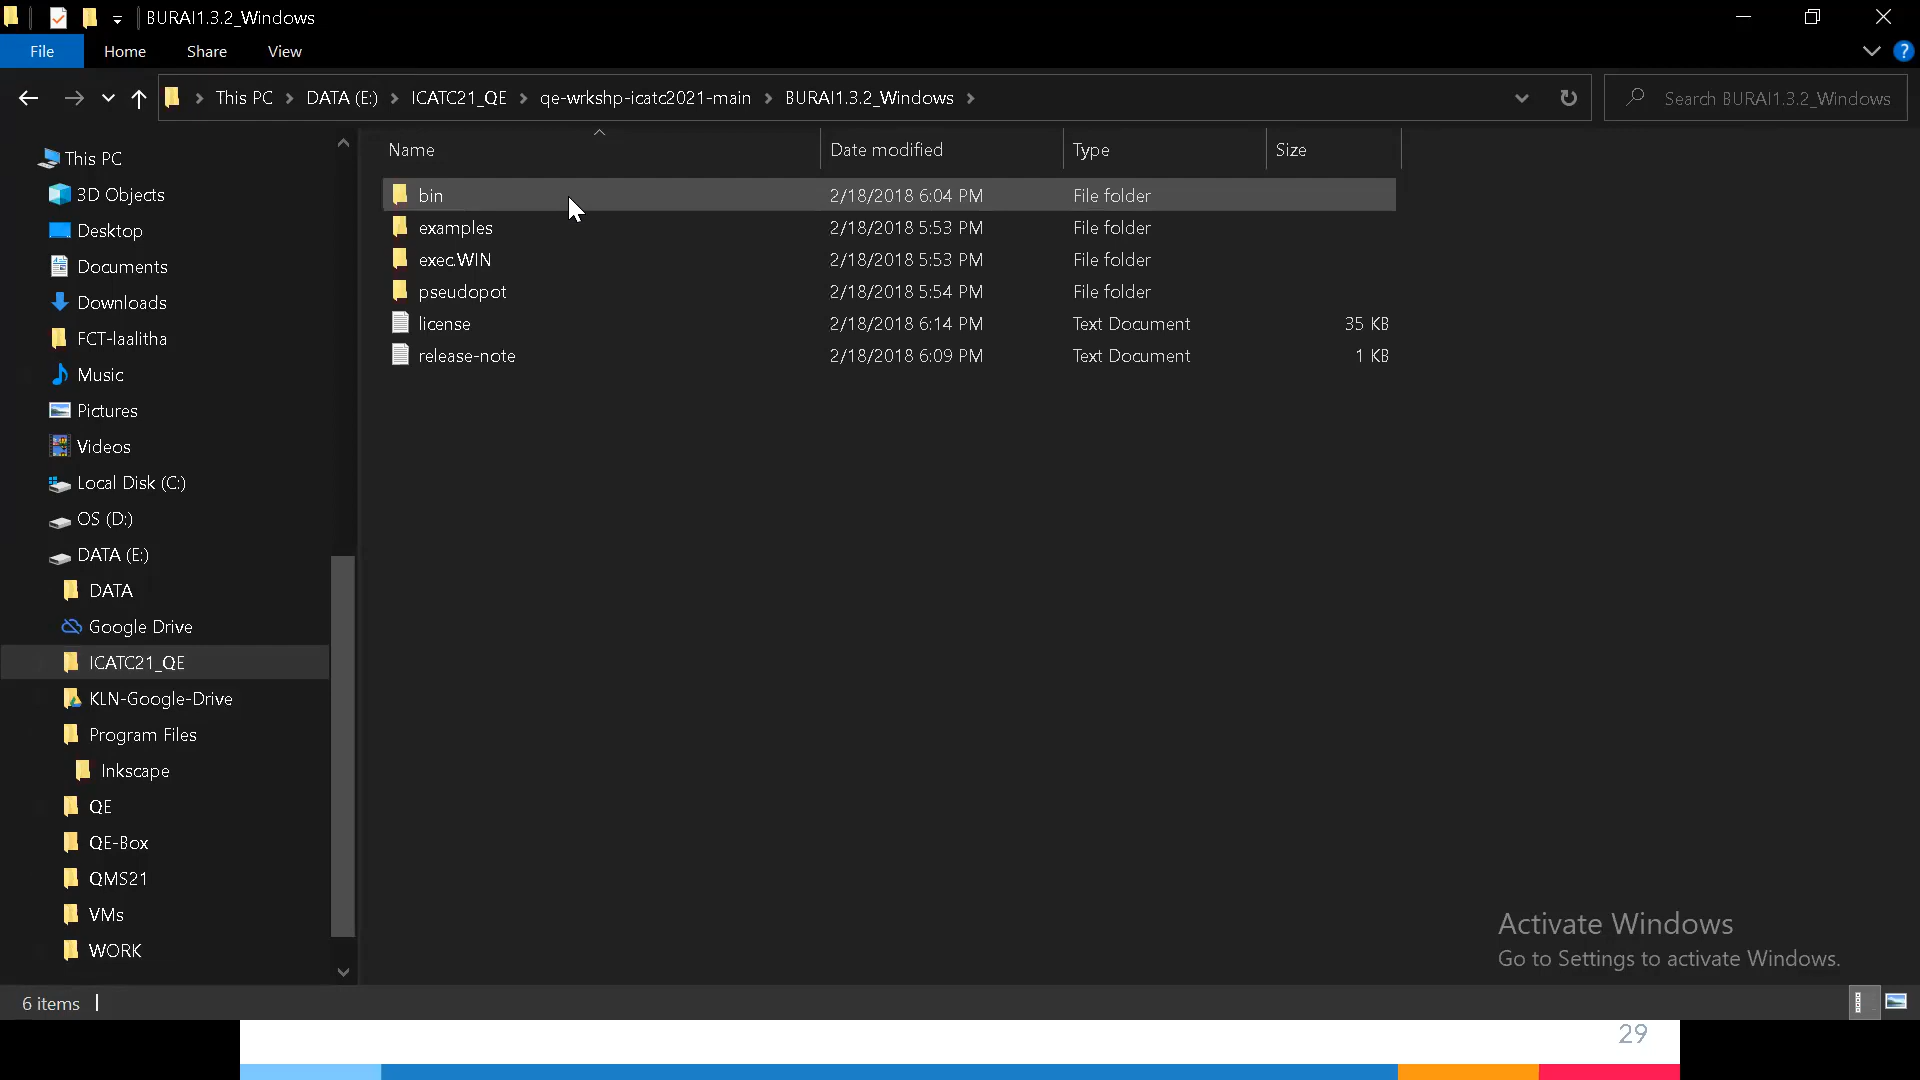 BURAI1.3.2_Windows
File Home Share View
?
This PC DATA (E:) ICATC21_QE qe-wrkshp-icatc2021-main BURAI1.3.2_Windows
Search BURAI1.3.2_Windows
Name Date modified Type Size
bin 2/18/2018 6:04 PM File folder
examples 2/18/2018 5:53 PM File folder
exec.WIN 2/18/2018 5:53 PM File folder
pseudopot 2/18/2018 5:54 PM File folder
license 2/18/2018 6:14 PM Text Document 35 KB
release-note 2/18/2018 6:09 PM Text Document 1 KB
This PC
3D Objects
Desktop
Documents
Downloads
FCT-laalitha
Music
Pictures
Videos
Local Disk (C:)
OS (D:)
DATA (E:)
DATA
Google Drive
ICATC21_QE
KLN-Google-Drive
Program Files
Inkscape
QE
QE-Box
QMS21
VMs
WORK
Activate Windows
Go to Settings to activate Windows.
6 items
29